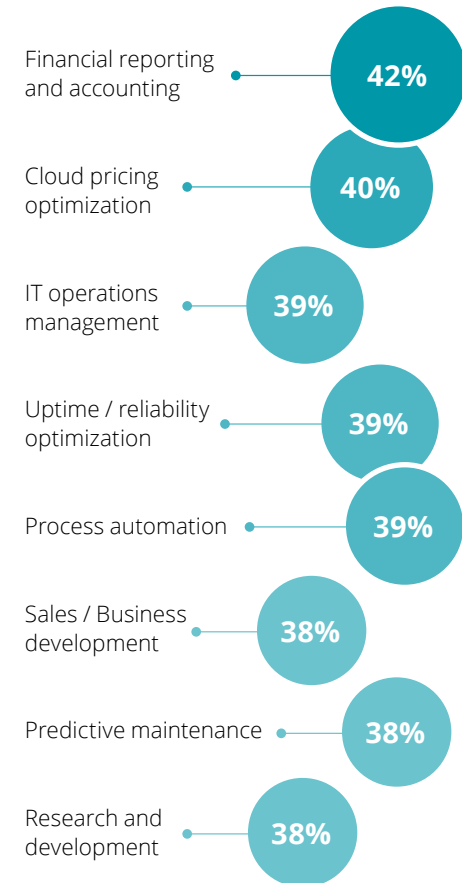 Financial reporting
and accounting
42%
Cloud pricing
optimization
40%
IT operations
management
39%
Uptime / reliability
optimization
39%
Process automation
39%
Sales / Business
development
38%
Predictive maintenance
38%
Research and
development
38%